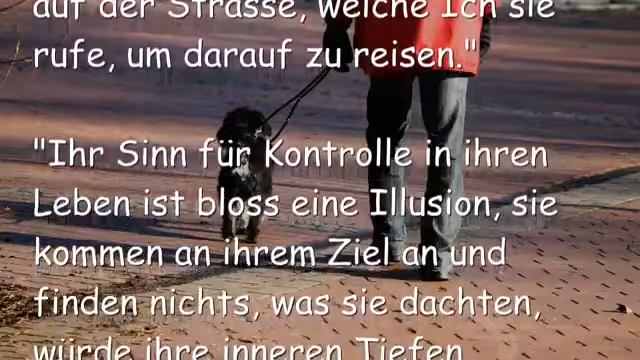 auf der Strasse, welche Ich sie
rufe, um darauf zu reisen."
"Ihr Sinn für Kontrolle in ihren
Leben ist bloss eine Illusion, sie
kommen an ihrem Ziel an und
finden nichts, was sie dachten,
würde ihre inneren Tiefen